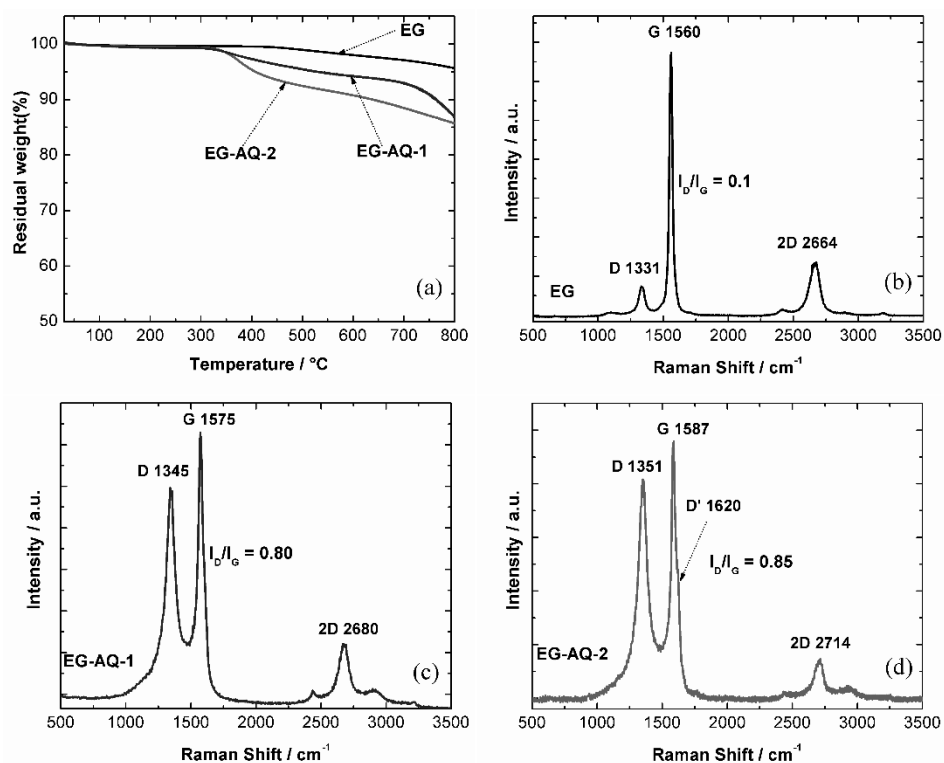 100
90
80
70
60
50
100
200
300
400
500
600
700
800
Residual weight(%)
Temperature / °C
EG
EG-AQ-2
EG-AQ-1
(a)
G 1560
I_D/I_G = 0.1
D 1331
2D 2664
EG
(b)
500
1000
1500
2000
2500
3000
3500
Intensity / a.u.
Raman Shift / cm⁻¹
G 1575
D 1345
I_D/I_G = 0.80
2D 2680
EG-AQ-1
(c)
500
1000
1500
2000
2500
3000
3500
Intensity / a.u.
Raman Shift / cm⁻¹
G 1587
D 1351
D' 1620
I_D/I_G = 0.85
2D 2714
EG-AQ-2
(d)
500
1000
1500
2000
2500
3000
3500
Intensity / a.u.
Raman Shift / cm⁻¹